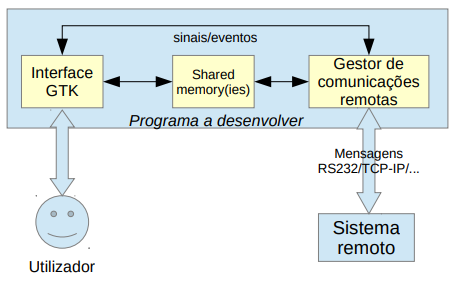 sinais/eventos
Interface
GTK
Shared
memory(ies)
Gestor de
comunicações
remotas
Programa a desenvolver
Mensagens
RS232/TCP-IP/...
Sistema
remoto
Utilizador